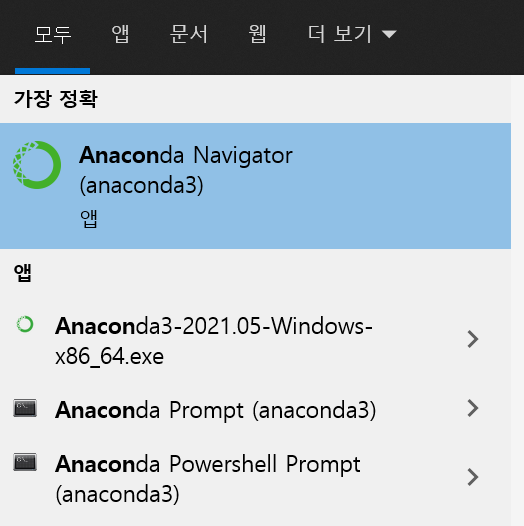 모두 앱 문서 웹 더 보기
가장 정확
Anaconda Navigator
(anaconda3)
앱
앱
Anaconda3-2021.05-Windows-
x86_64.exe
Anaconda Prompt (anaconda3)
Anaconda Powershell Prompt
(anaconda3)